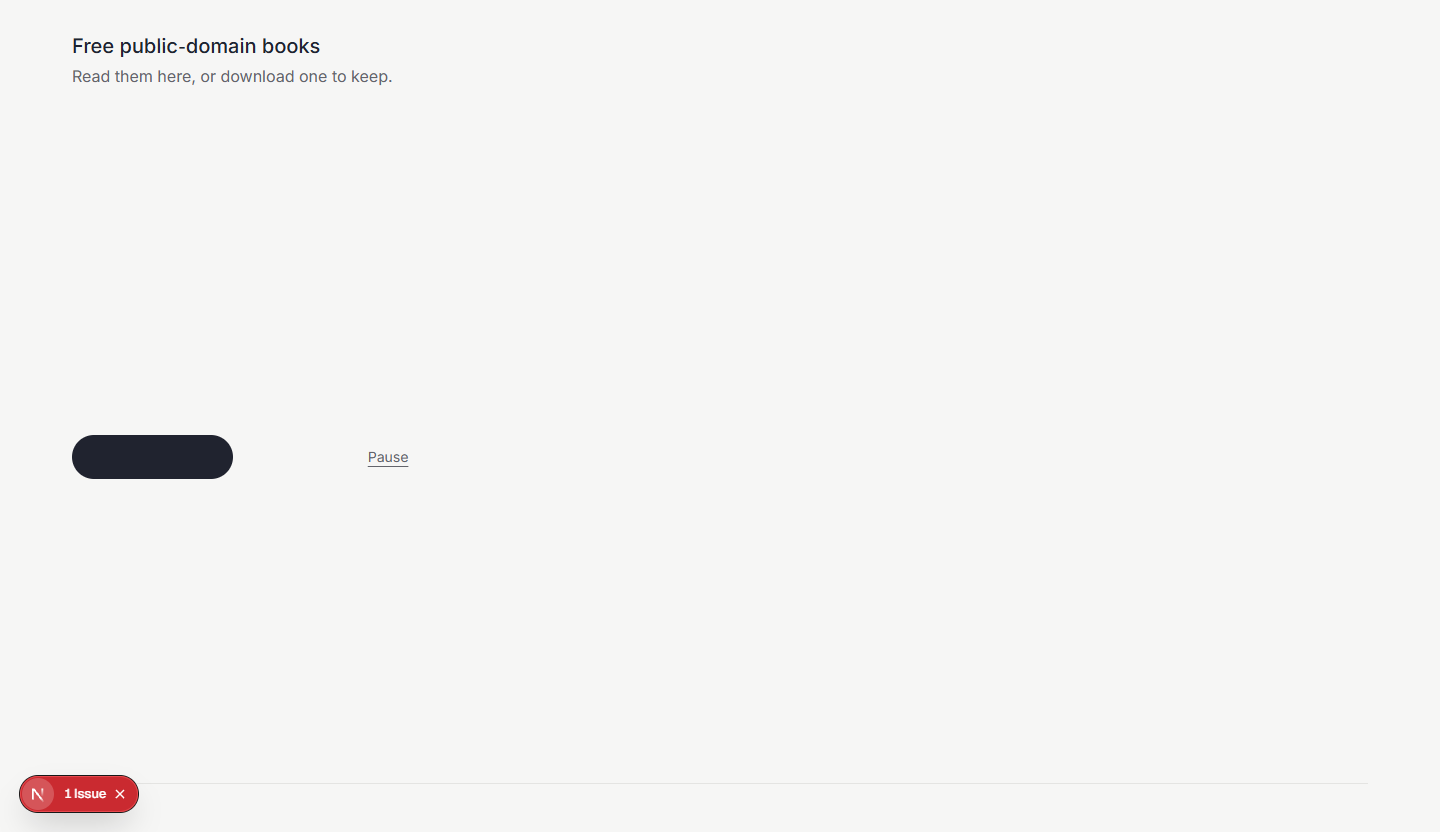 Free public-domain books
Read them here, or download one to keep.
Pause
1 Issue